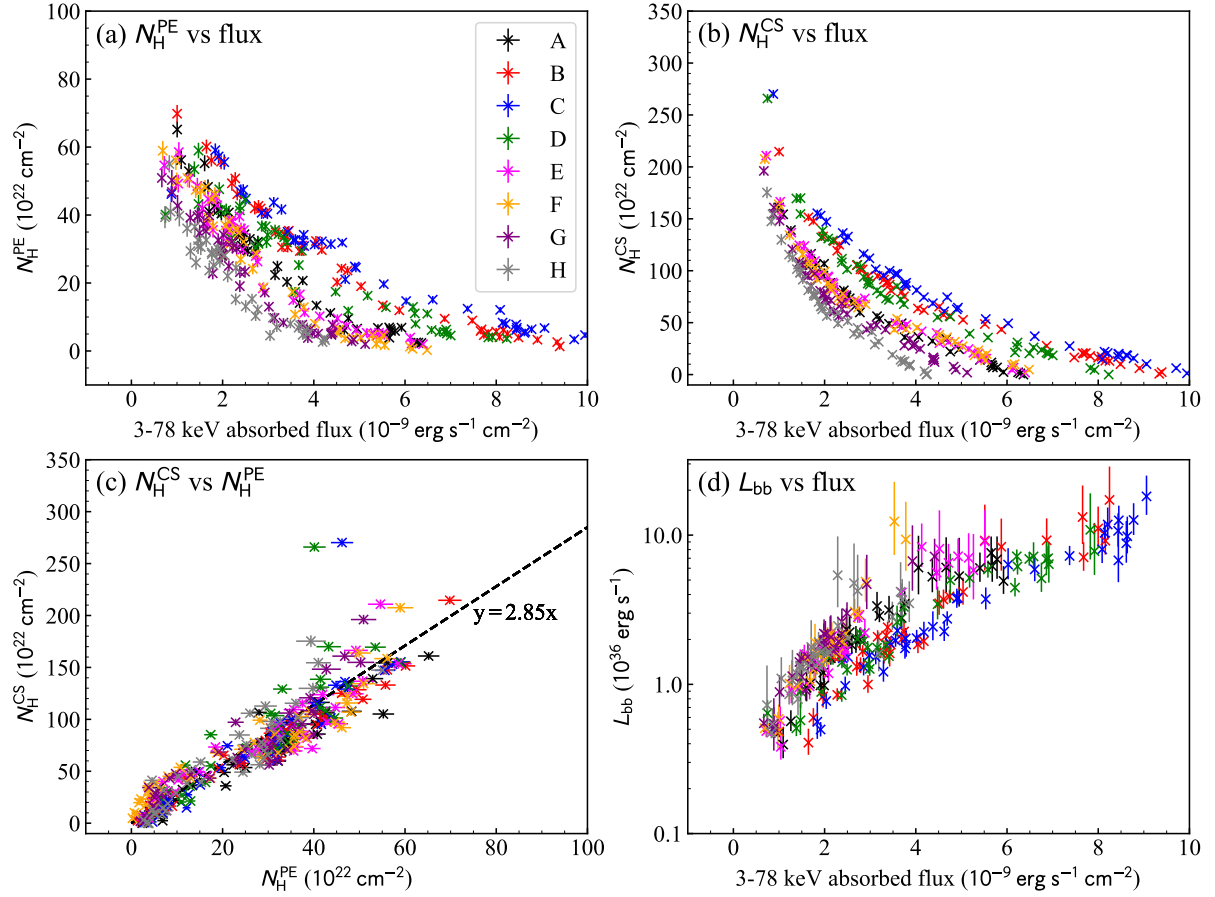 (a) N_H^PE vs flux
A
B
C
D
E
F
G
H
100
80
60
40
20
0
N_H^PE (10^22 cm^−2)
0 2 4 6 8 10
3-78 keV absorbed flux (10^−9 erg s^−1 cm^−2)
(b) N_H^CS vs flux
350
300
250
200
150
100
50
0
N_H^CS (10^22 cm^−2)
0 2 4 6 8 10
3-78 keV absorbed flux (10^−9 erg s^−1 cm^−2)
(c) N_H^CS vs N_H^PE
350
300
250
200
150
100
50
0
N_H^CS (10^22 cm^−2)
y = 2.85x
0 20 40 60 80 100
N_H^PE (10^22 cm^−2)
(d) L_bb vs flux
10.0
1.0
0.1
L_bb (10^36 erg s^−1)
0 2 4 6 8 10
3-78 keV absorbed flux (10^−9 erg s^−1 cm^−2)